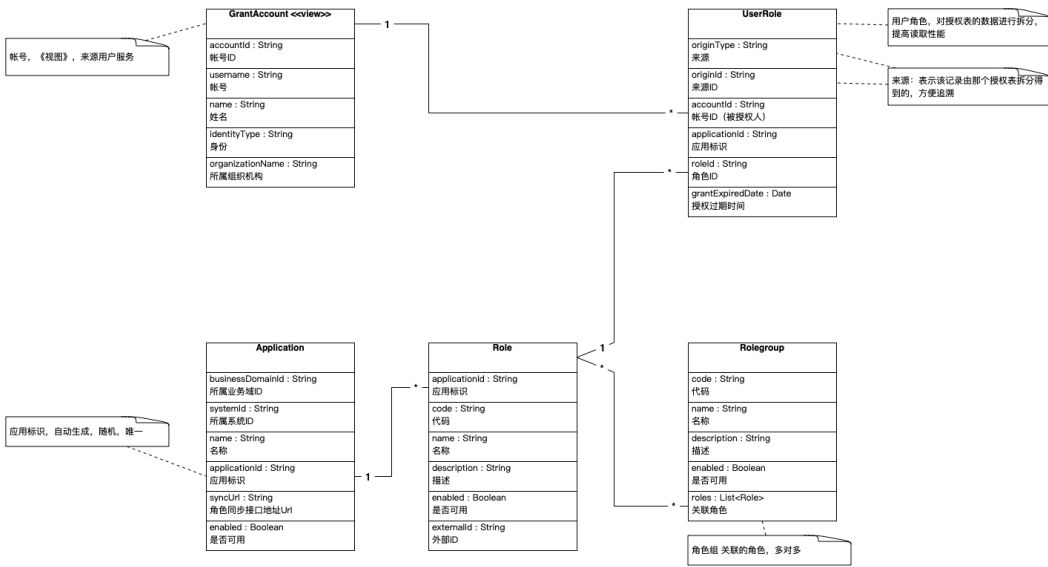 GrantAccount <<view>>
accountId : String
帐号ID
username : String
帐号
name : String
姓名
identityType : String
身份
organizationName : String
所属组织机构
帐号，《视图》，来源用户服务
1
*
UserRole
originType : String
来源
originId : String
来源ID
accountId : String
帐号ID（被授权人）
applicationId : String
应用标识
roleId : String
角色ID
grantExpiredDate : Date
授权过期时间
*
用户角色，对授权表的数据进行拆分，
提高读取性能
来源：表示该记录由那个授权表拆分得
到的，方便追溯
Application
businessDomainId : String
所属业务域ID
systemId : String
所属系统ID
name : String
名称
applicationId : String
应用标识
syncUrl : String
角色同步接口地址Url
enabled : Boolean
是否可用
应用标识，自动生成，随机，唯一
1
*
Role
applicationId : String
应用标识
code : String
代码
name : String
名称
description : String
描述
enabled : Boolean
是否可用
externalId : String
外部ID
1
*
*
Rolegroup
code : String
代码
name : String
名称
description : String
描述
enabled : Boolean
是否可用
roles : List<Role>
关联角色
角色组 关联的角色，多对多